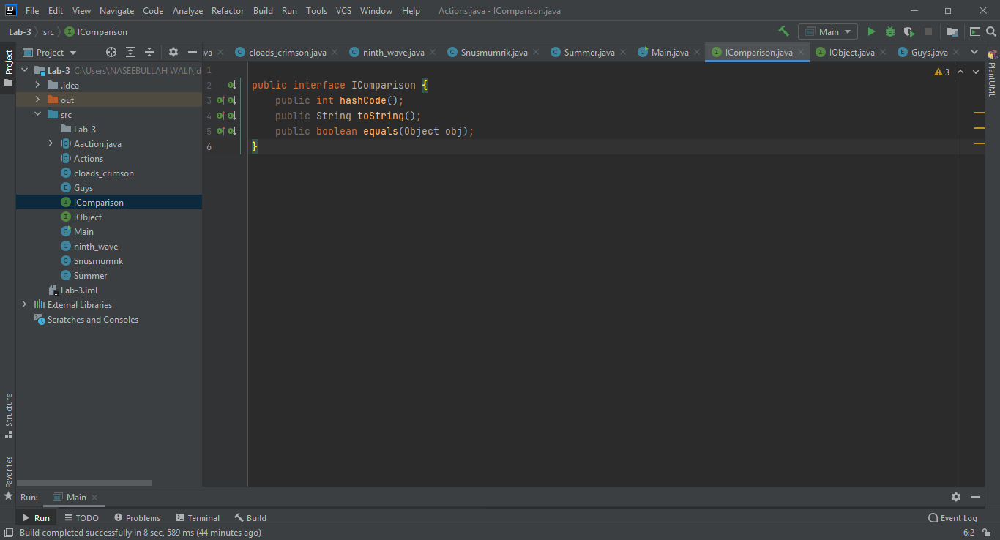 File Edit View Navigate Code Analyze Refactor Build Run Tools VCS Window Help Actions.java - IComparison.java
Lab-3 src IComparison Main
Project ava cloads_crimson.java ninth_wave.java Snusmumrik.java Summer.java Main.java IComparison.java IObject.java Guys.java
Project
Lab-3 C:\Users\NASEEBULLAH WALI\Id
.idea
out
src
Lab-3
Aaction.java
Actions
cloads_crimson
Guys
IComparison
IObject
Main
ninth_wave
Snusmumrik
Summer
Lab-3.iml
External Libraries
Scratches and Consoles
1
2 public interface IComparison {
3 public int hashCode();
4 public String toString();
5 public boolean equals(Object obj);
6 }
3
PlantUML
Structure
Favorites
Run: Main
Run TODO Problems Terminal Build Event Log
Build completed successfully in 8 sec, 589 ms (44 minutes ago) 6:2